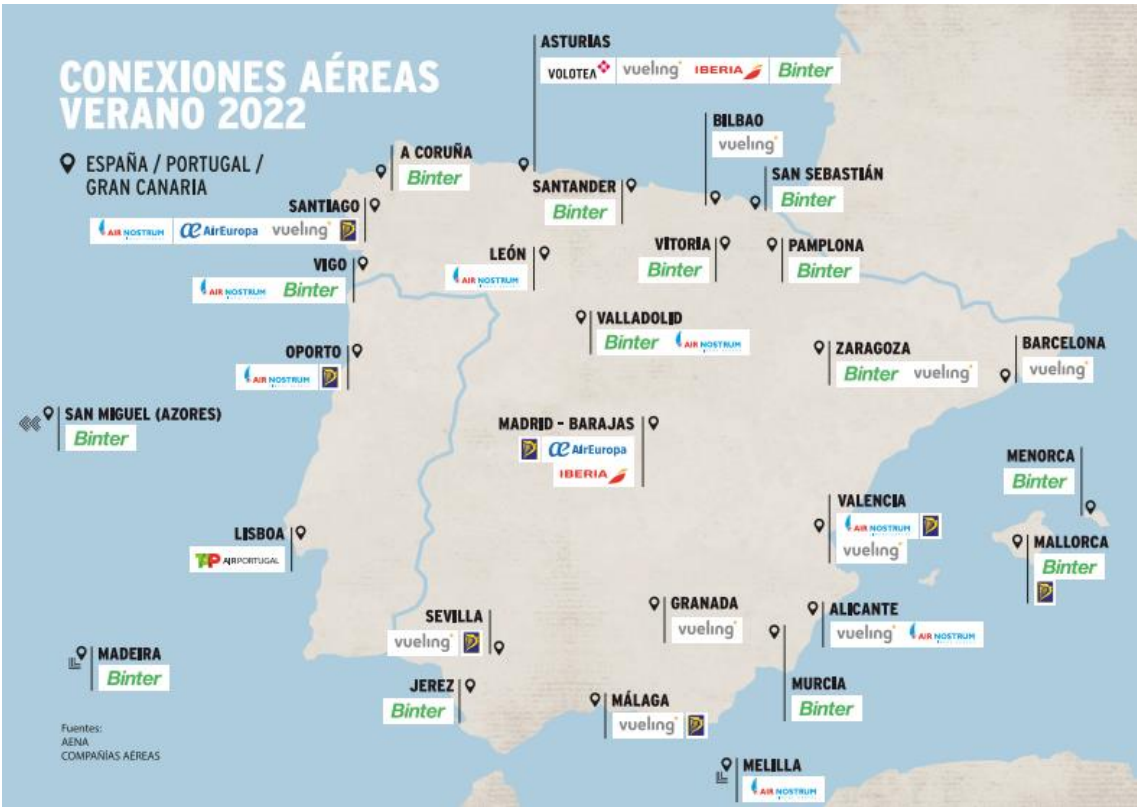 CONEXIONES AÉREAS
VERANO 2022
ESPAÑA / PORTUGAL /
GRAN CANARIA
ASTURIAS
VOLOTEA vueling IBERIA Binter
BILBAO
vueling
A CORUÑA
Binter
SANTANDER
Binter
SAN SEBASTIÁN
Binter
SANTIAGO
AIR NOSTRUM AirEuropa vueling
LEÓN
AIR NOSTRUM
VITORIA
Binter
PAMPLONA
Binter
VIGO
AIR NOSTRUM Binter
VALLADOLID
Binter AIR NOSTRUM
ZARAGOZA
Binter vueling
BARCELONA
vueling
OPORTO
AIR NOSTRUM
SAN MIGUEL (AZORES)
Binter
MADRID - BARAJAS
AirEuropa
IBERIA
MENORCA
Binter
VALENCIA
AIR NOSTRUM
vueling
MALLORCA
Binter
LISBOA
TAP AIRPORTUGAL
SEVILLA
vueling
GRANADA
vueling
ALICANTE
vueling AIR NOSTRUM
MADEIRA
Binter
JEREZ
Binter
MÁLAGA
vueling
MURCIA
Binter
Fuentes:
AENA
COMPAÑÍAS AÉREAS
MELILLA
AIR NOSTRUM